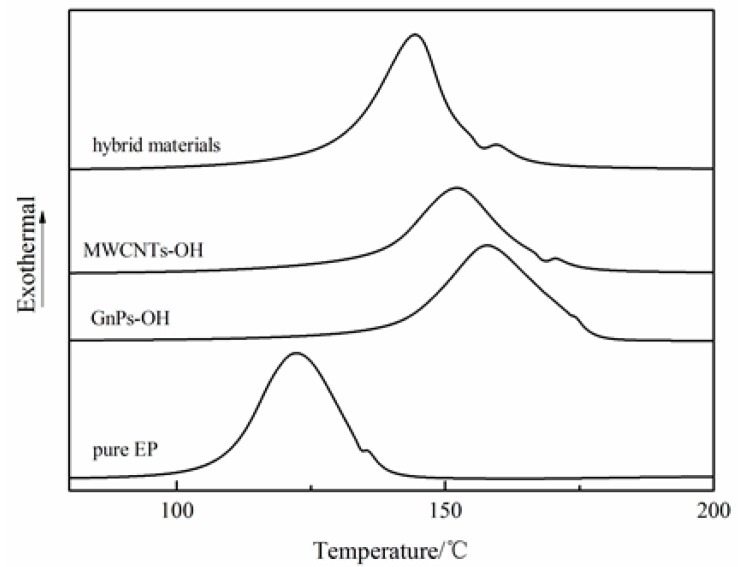 hybrid materials
MWCNTs-OH
GnPs-OH
pure EP
Exothermal
100
150
200
Temperature/℃